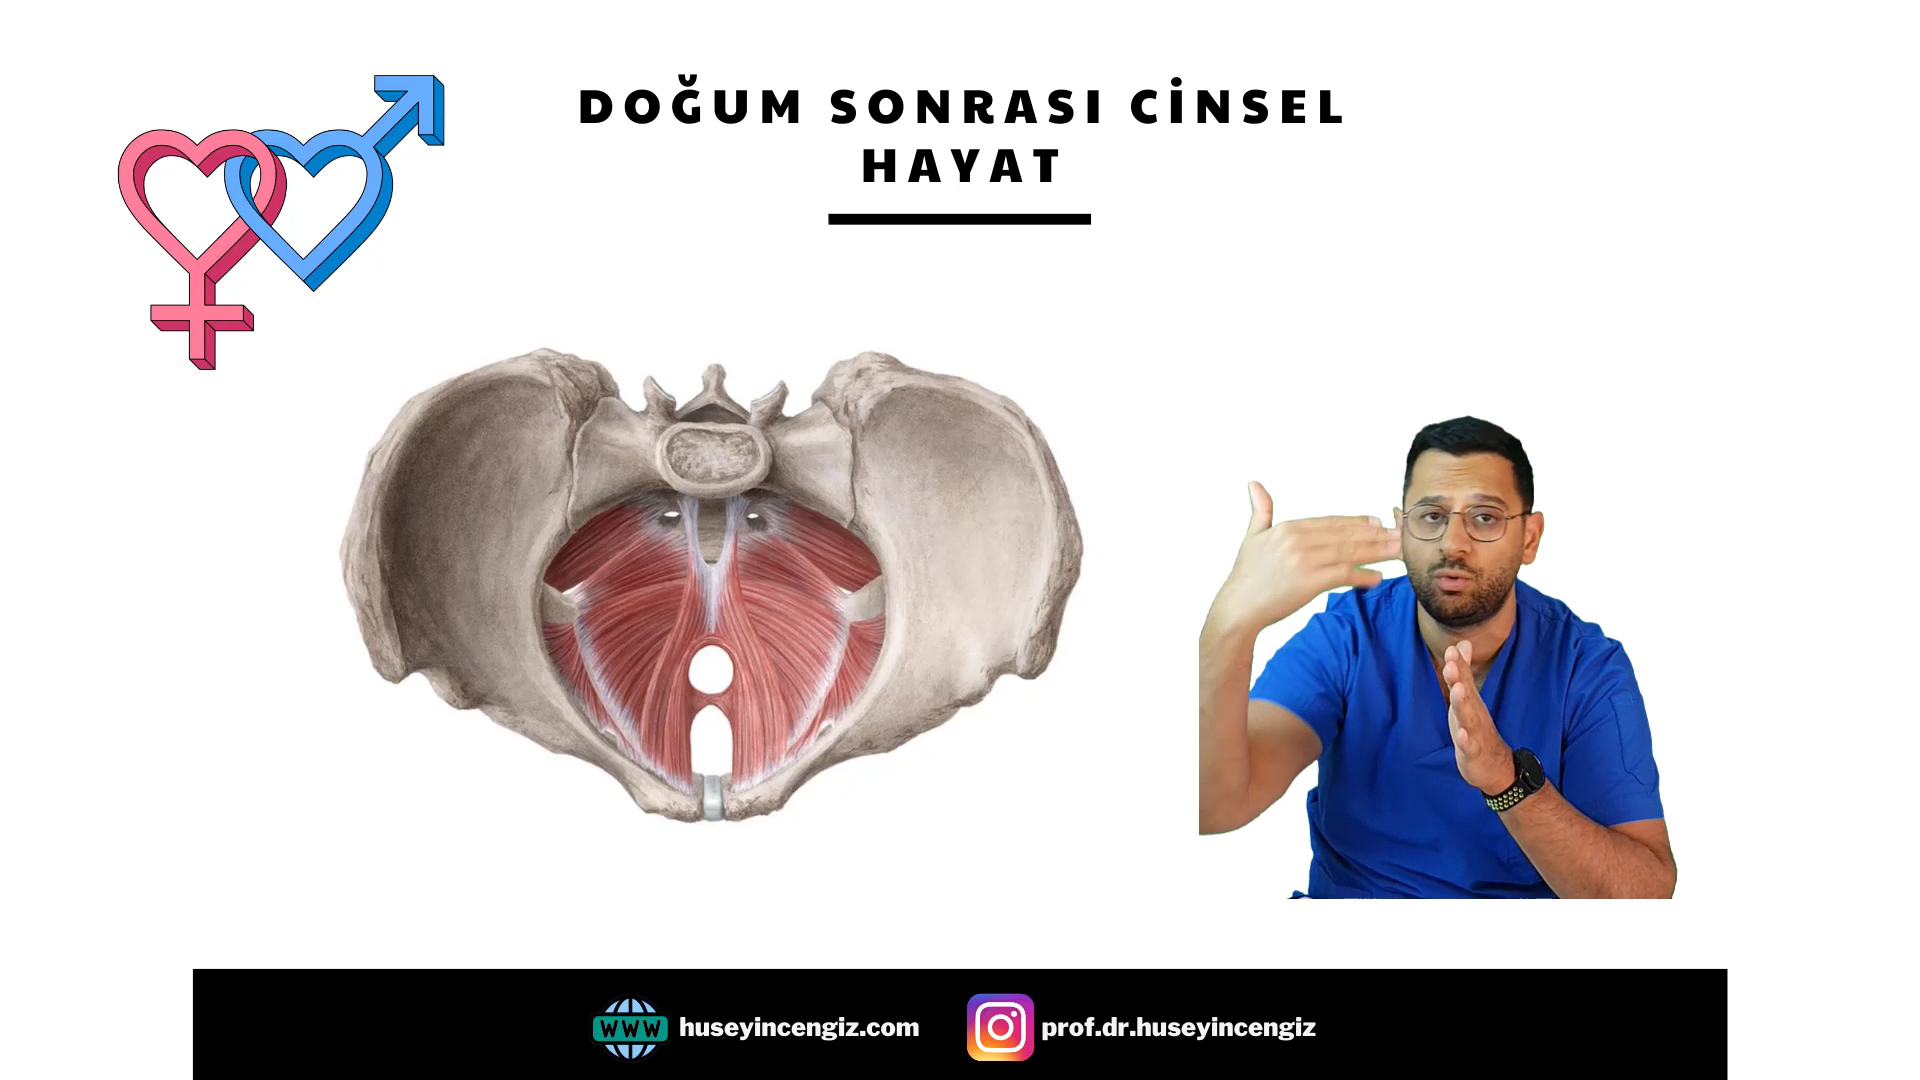 DOĞUM SONRASI CİNSEL
HAYAT
WWW
huseyincengiz.com
prof.dr.huseyincengiz